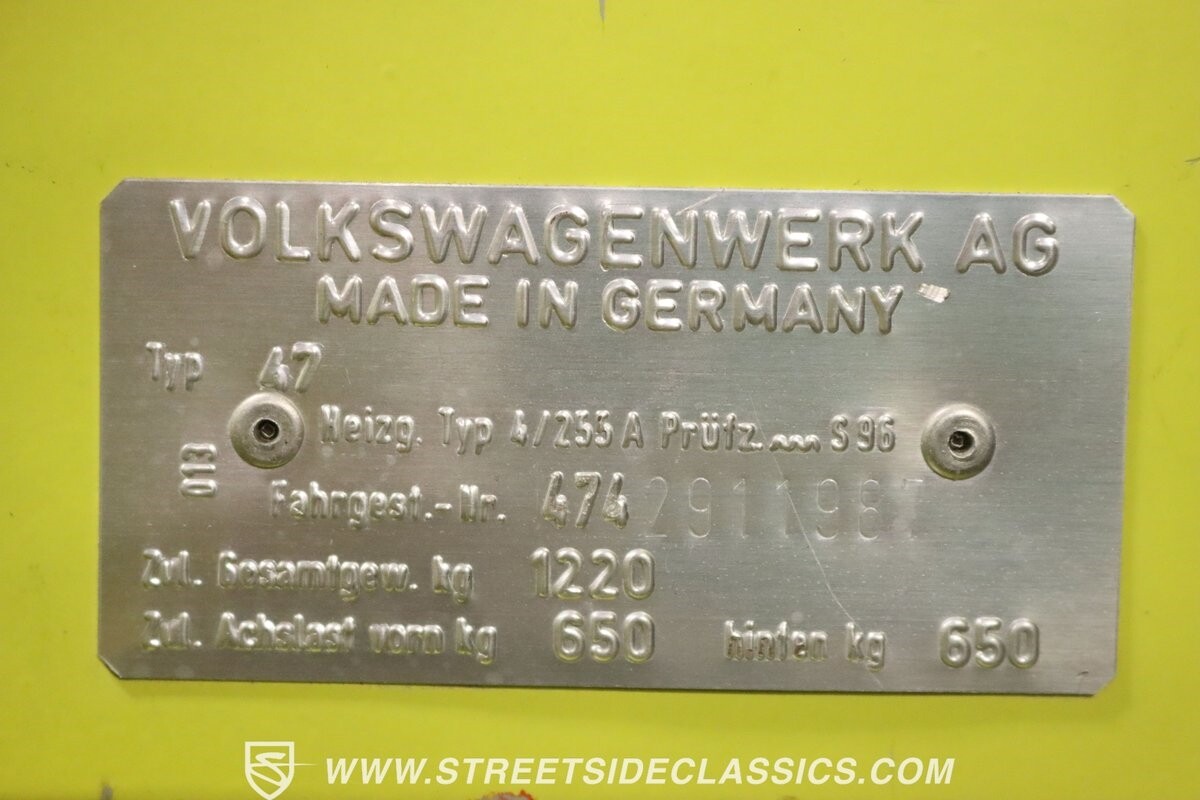 VOLKSWAGENWERK AG
MADE IN GERMANY
Typ 47
Heizg. Typ 4/233 A Prüfz. S 96
013
Fahrgest.-Nr. 4742911987
Zul. Gesamtgew. kg 1220
Zul. Achslast vorn kg 650 hinten kg 650
WWW.STREETSIDECLASSICS.COM